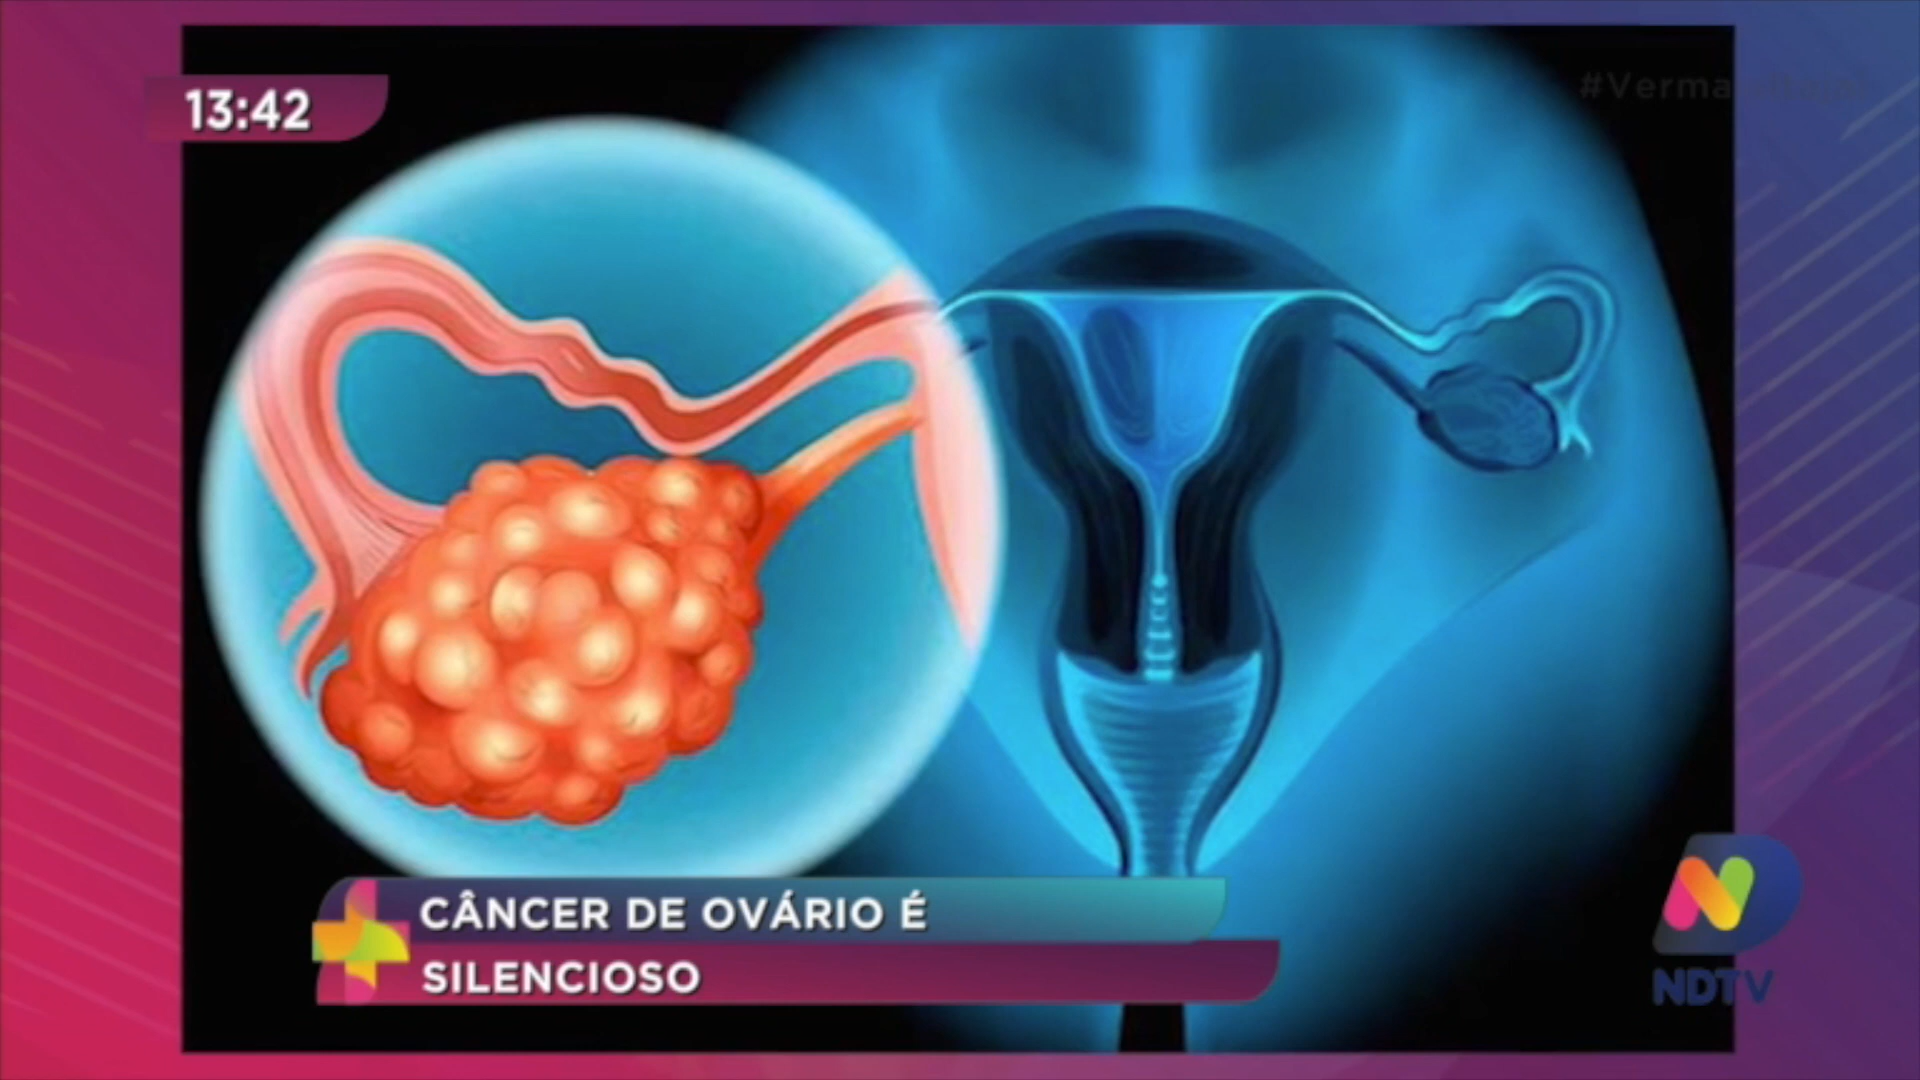 13:42
CÂNCER DE OVÁRIO É
SILENCIOSO
NDTV